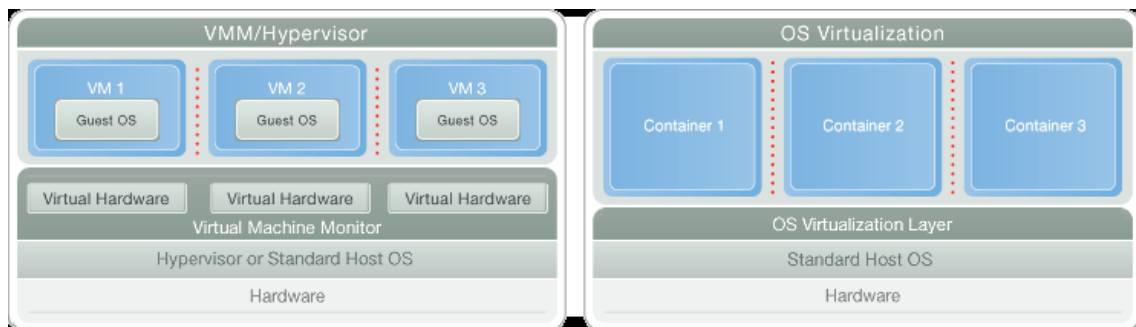 VMM/Hypervisor
VM 1
VM 2
VM 3
Guest OS
Guest OS
Guest OS
Virtual Hardware
Virtual Hardware
Virtual Hardware
Virtual Machine Monitor
Hypervisor or Standard Host OS
Hardware
OS Virtualization
Container 1
Container 2
Container 3
OS Virtualization Layer
Standard Host OS
Hardware